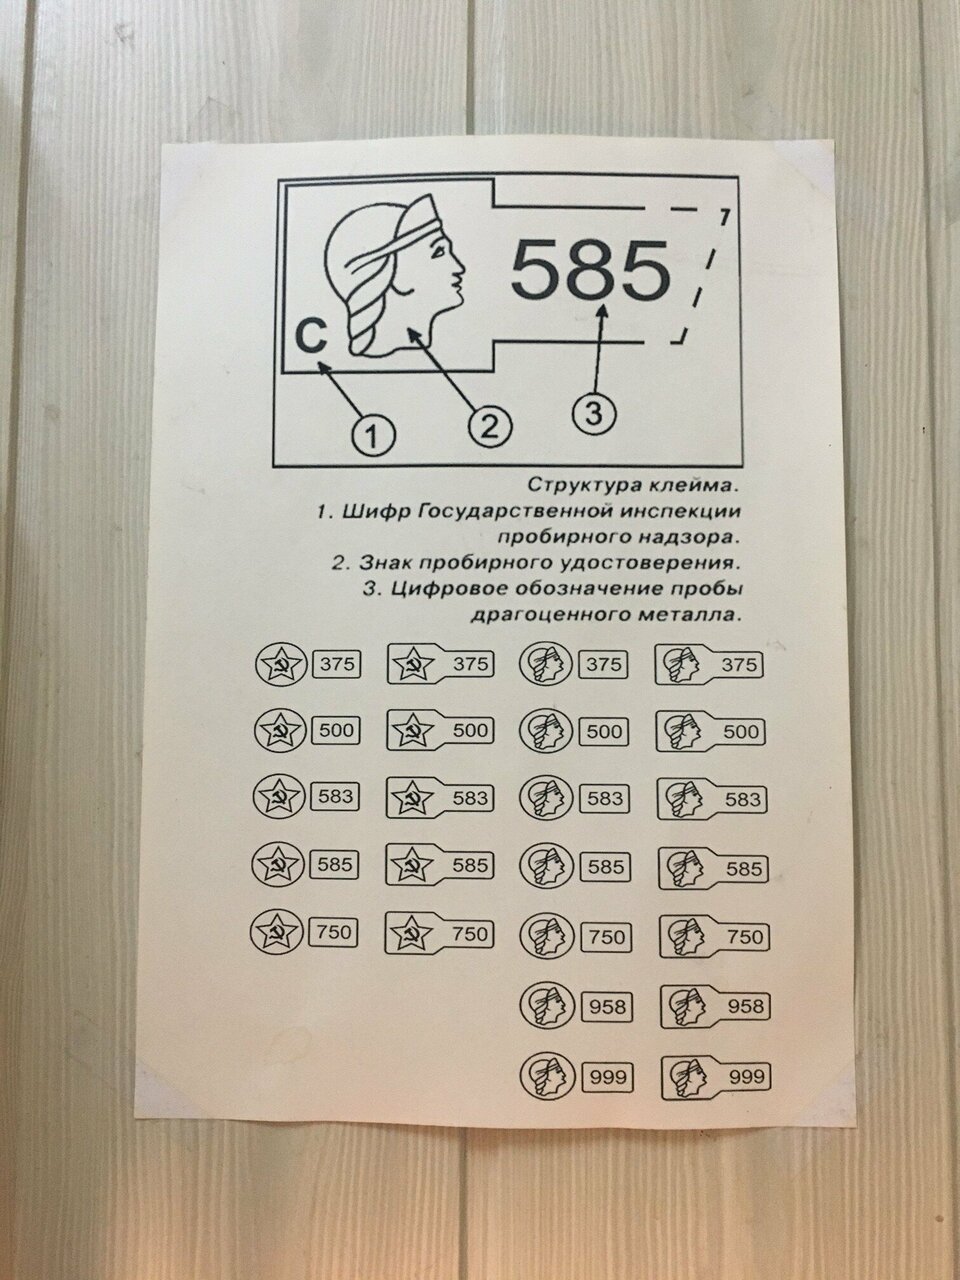 С 585
1 2 3
Структура клейма.
1. Шифр Государственной инспекции
пробирного надзора.
2. Знак пробирного удостоверения.
3. Цифровое обозначение пробы
драгоценного металла.
375 375 375 375
500 500 500 500
583 583 583 583
585 585 585 585
750 750 750 750
958 958
999 999